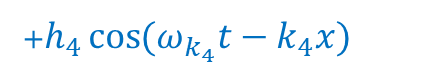 +h₄ cos(ω_{k₄}t − k₄x)